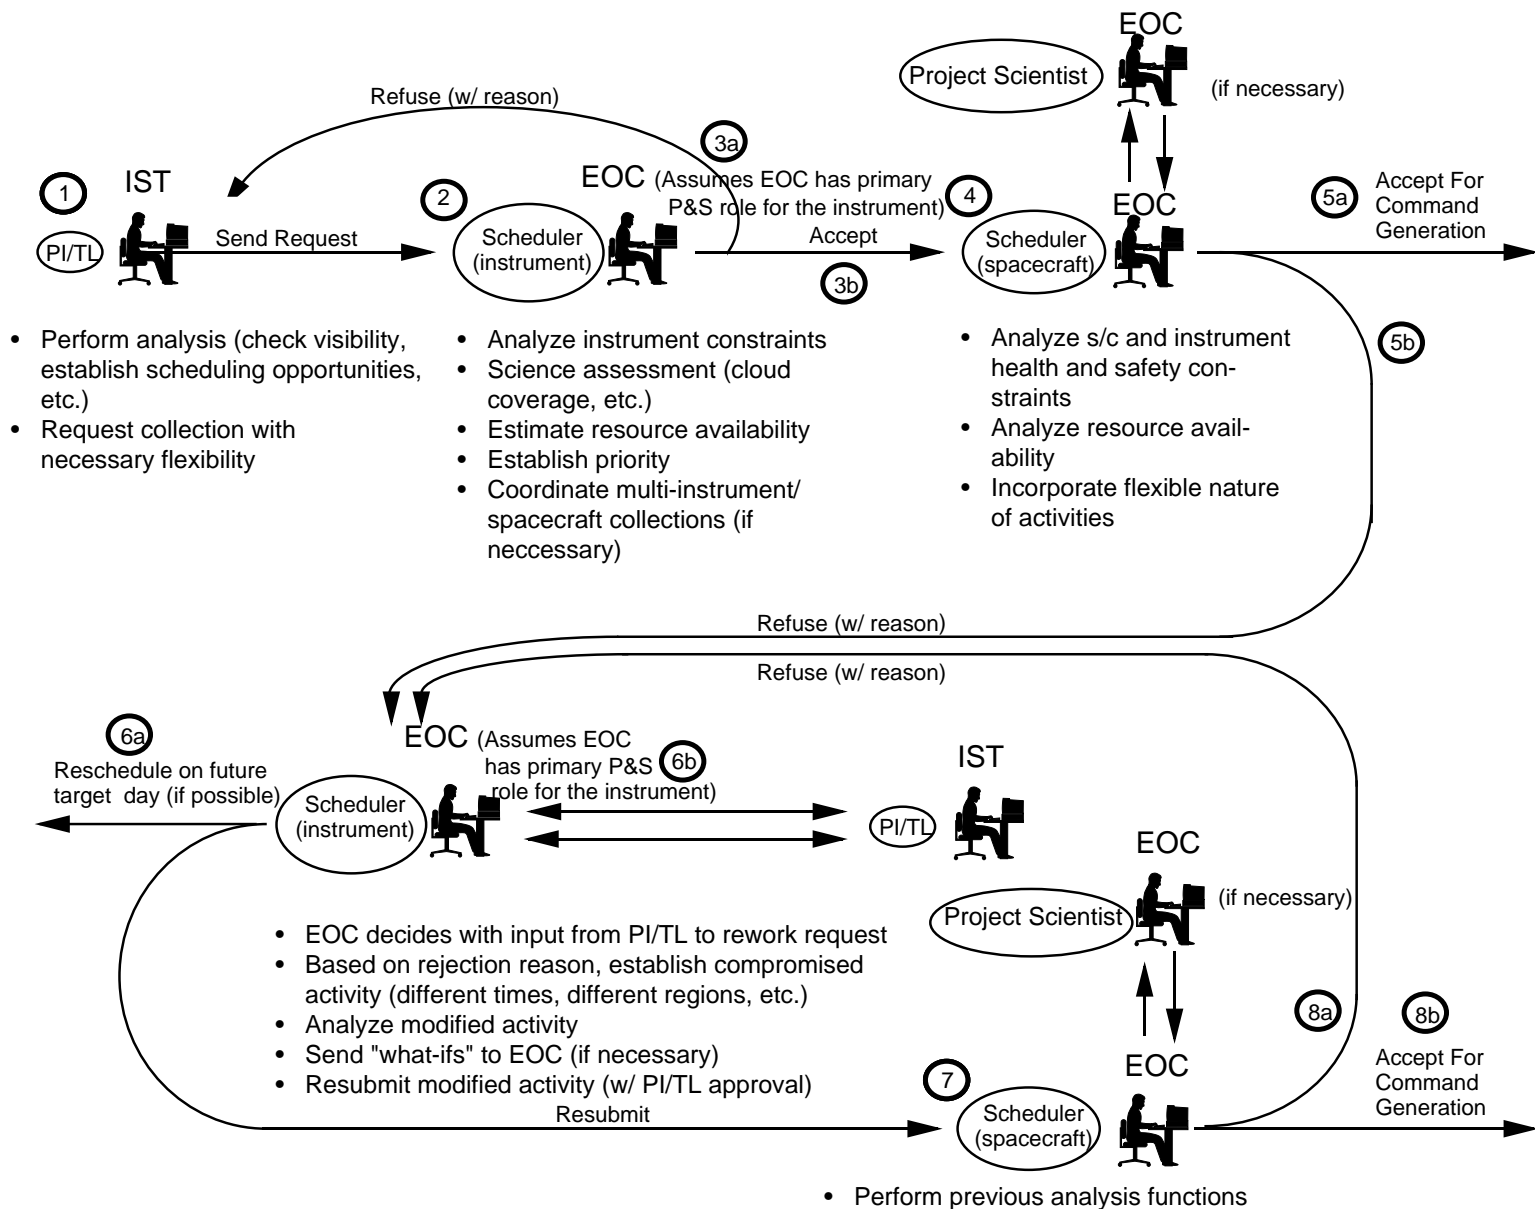 EOC
Project Scientist
(if necessary)
Refuse (w/ reason)
3a
1
IST
2
EOC (Assumes EOC has primary
P&S role for the instrument)
4
EOC
5a
Accept For
Command
Generation
PI/TL
Send Request
Scheduler
(instrument)
Accept
3b
Scheduler
(spacecraft)
5b
• Perform analysis (check visibility,
establish scheduling opportunities,
etc.)
• Request collection with
necessary flexibility
• Analyze instrument constraints
• Science assessment (cloud
coverage, etc.)
• Estimate resource availability
• Establish priority
• Coordinate multi-instrument/
spacecraft collections (if
neccessary)
• Analyze s/c and instrument
health and safety con-
straints
• Analyze resource avail-
ability
• Incorporate flexible nature
of activities
Refuse (w/ reason)
Refuse (w/ reason)
6a
Reschedule on future
target day (if possible)
EOC (Assumes EOC
has primary P&S
role for the instrument)
6b
Scheduler
(instrument)
IST
PI/TL
EOC
Project Scientist
(if necessary)
• EOC decides with input from PI/TL to rework request
• Based on rejection reason, establish compromised
activity (different times, different regions, etc.)
• Analyze modified activity
• Send "what-ifs" to EOC (if necessary)
• Resubmit modified activity (w/ PI/TL approval)
Resubmit
7
EOC
Scheduler
(spacecraft)
8a
8b
Accept For
Command
Generation
• Perform previous analysis functions